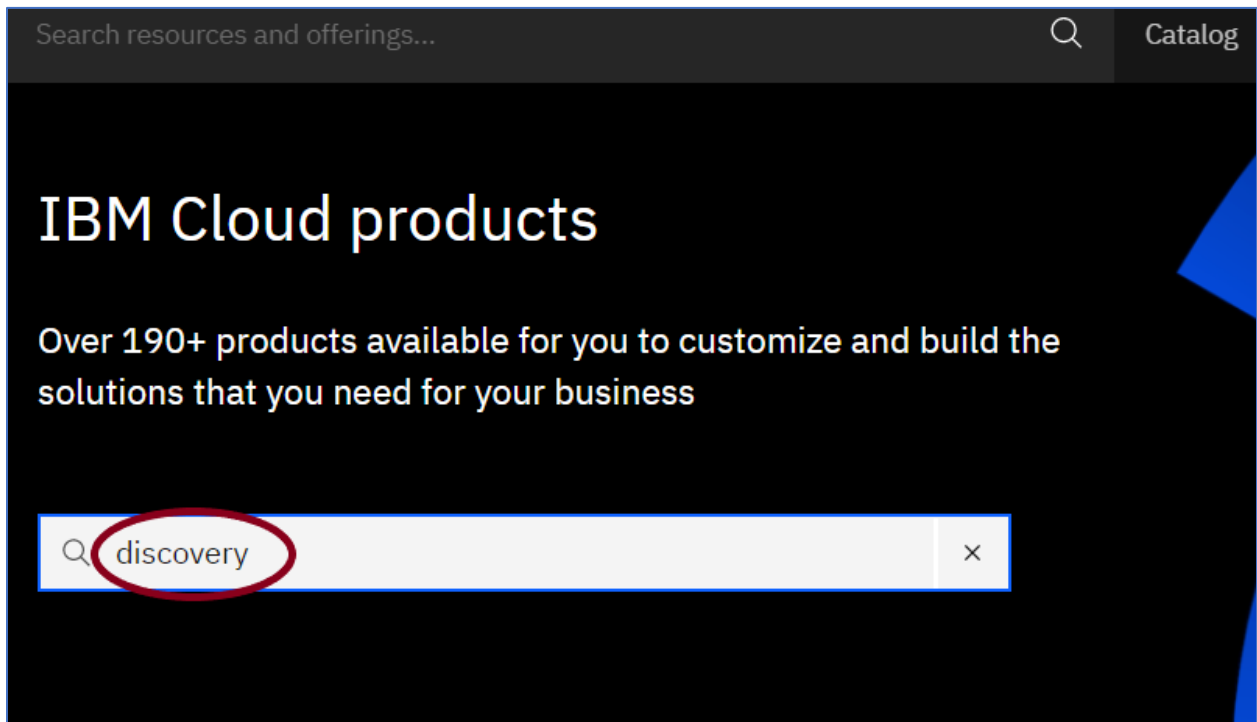 Search resources and offerings...
Catalog
IBM Cloud products
Over 190+ products available for you to customize and build the
solutions that you need for your business
discovery